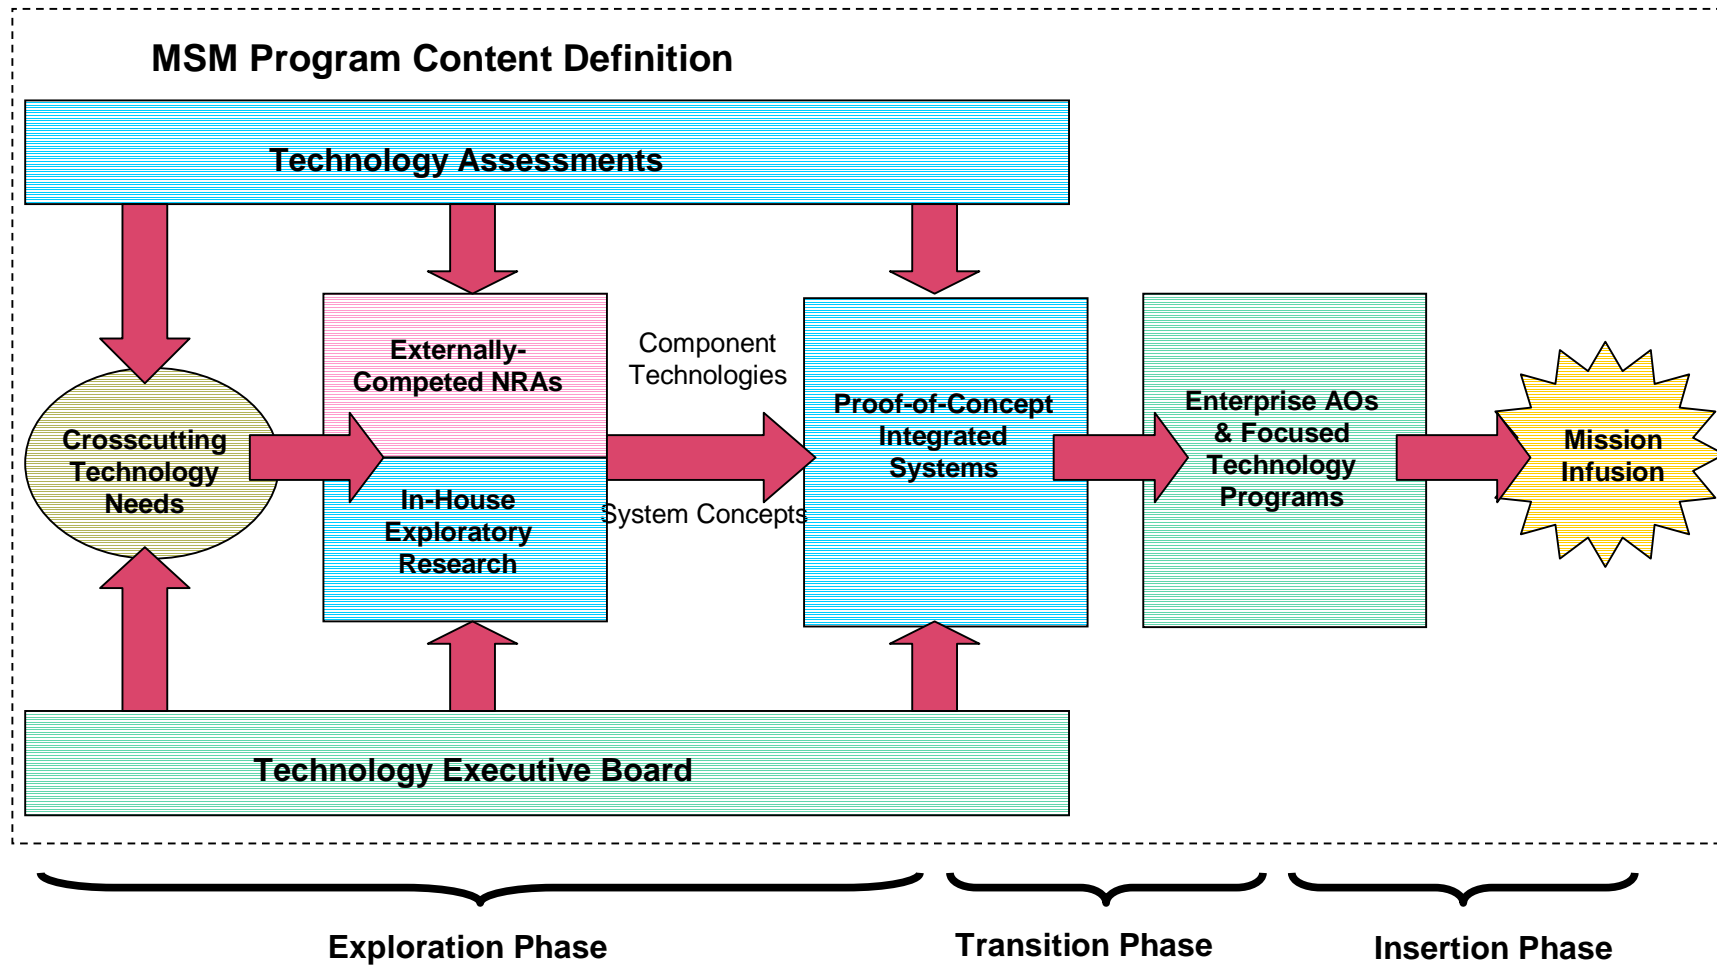 MSM Program Content Definition
Technology Assessments
Crosscutting
Technology
Needs
Externally-
Competed NRAs
In-House
Exploratory
Research
Component
Technologies
System Concepts
Proof-of-Concept
Integrated
Systems
Enterprise AOs
& Focused
Technology
Programs
Mission
Infusion
Technology Executive Board
Exploration Phase
Transition Phase
Insertion Phase